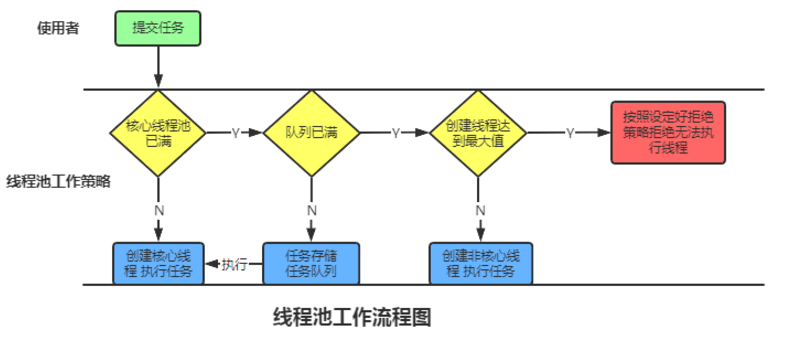 使用者
提交任务
核心线程池
已满
Y
队列已满
Y
创建线程达
到最大值
Y
按照设定好拒绝
策略拒绝无法执
行线程
线程池工作策略
N
N
N
创建核心线
程 执行任务
执行
任务存储
任务队列
创建非核心线
程 执行任务
线程池工作流程图